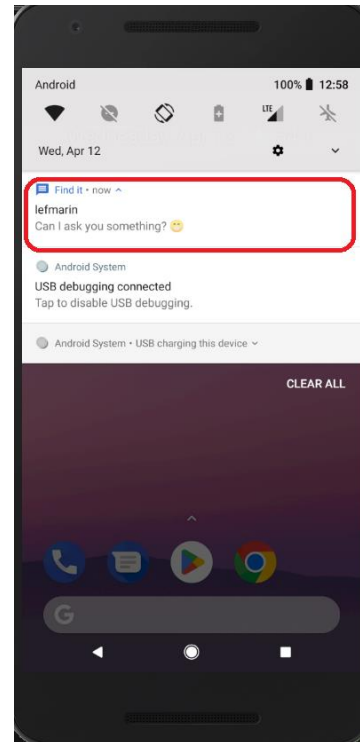 Android 100% 12:58
LTE
Wed, Apr 12
Find it • now
lefmarin
Can I ask you something? 😁
Android System
USB debugging connected
Tap to disable USB debugging.
Android System • USB charging this device
CLEAR ALL
G